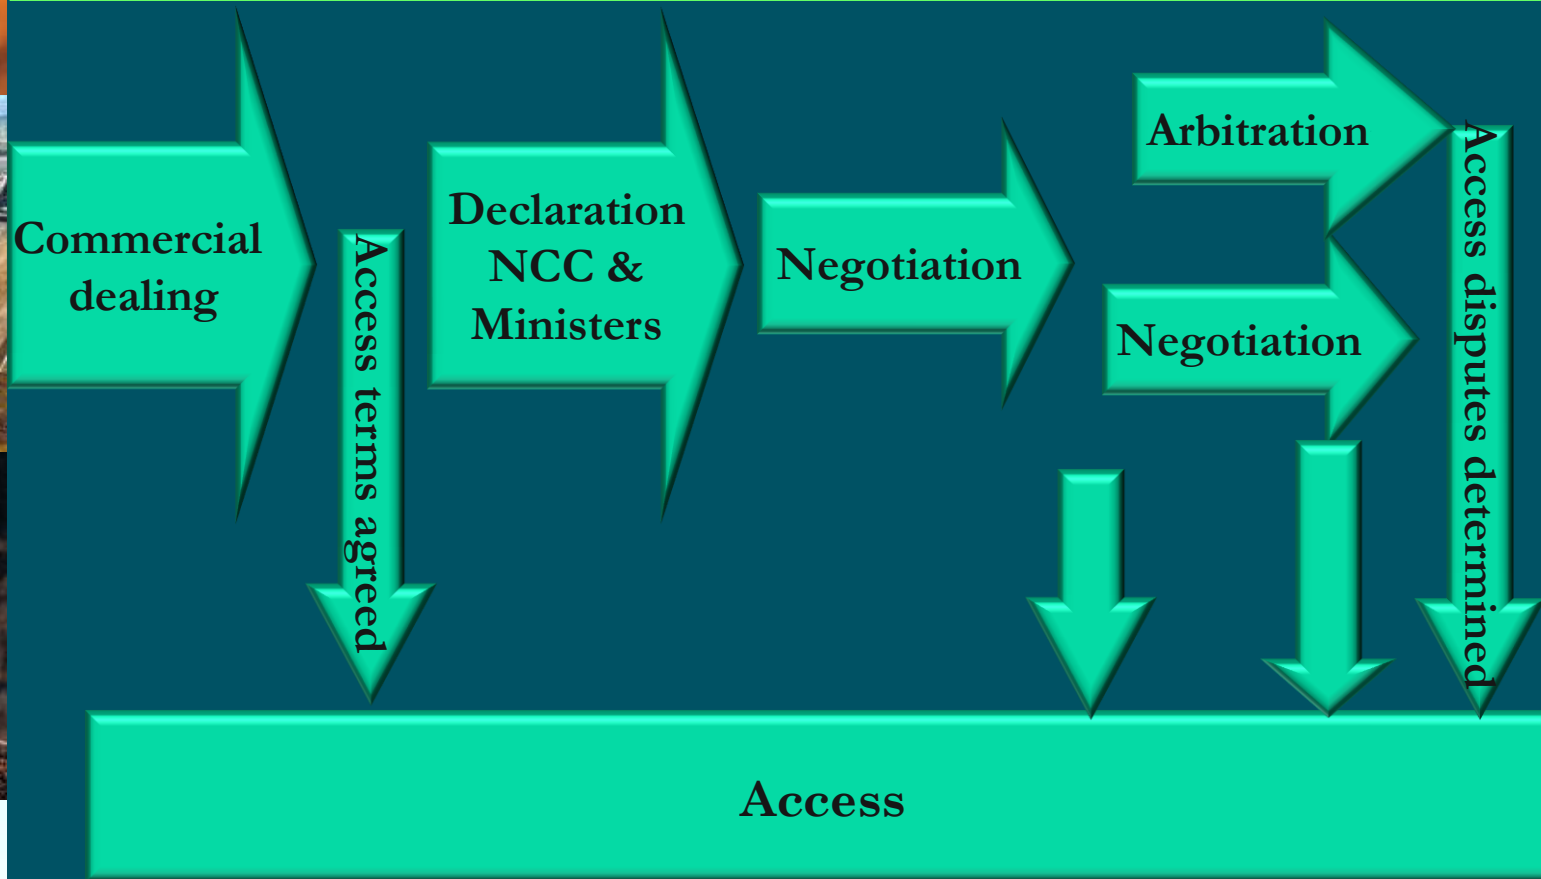 Commercial
dealing
Access terms agreed
Declaration
NCC &
Ministers
Negotiation
Arbitration
Negotiation
Access disputes determined
Access